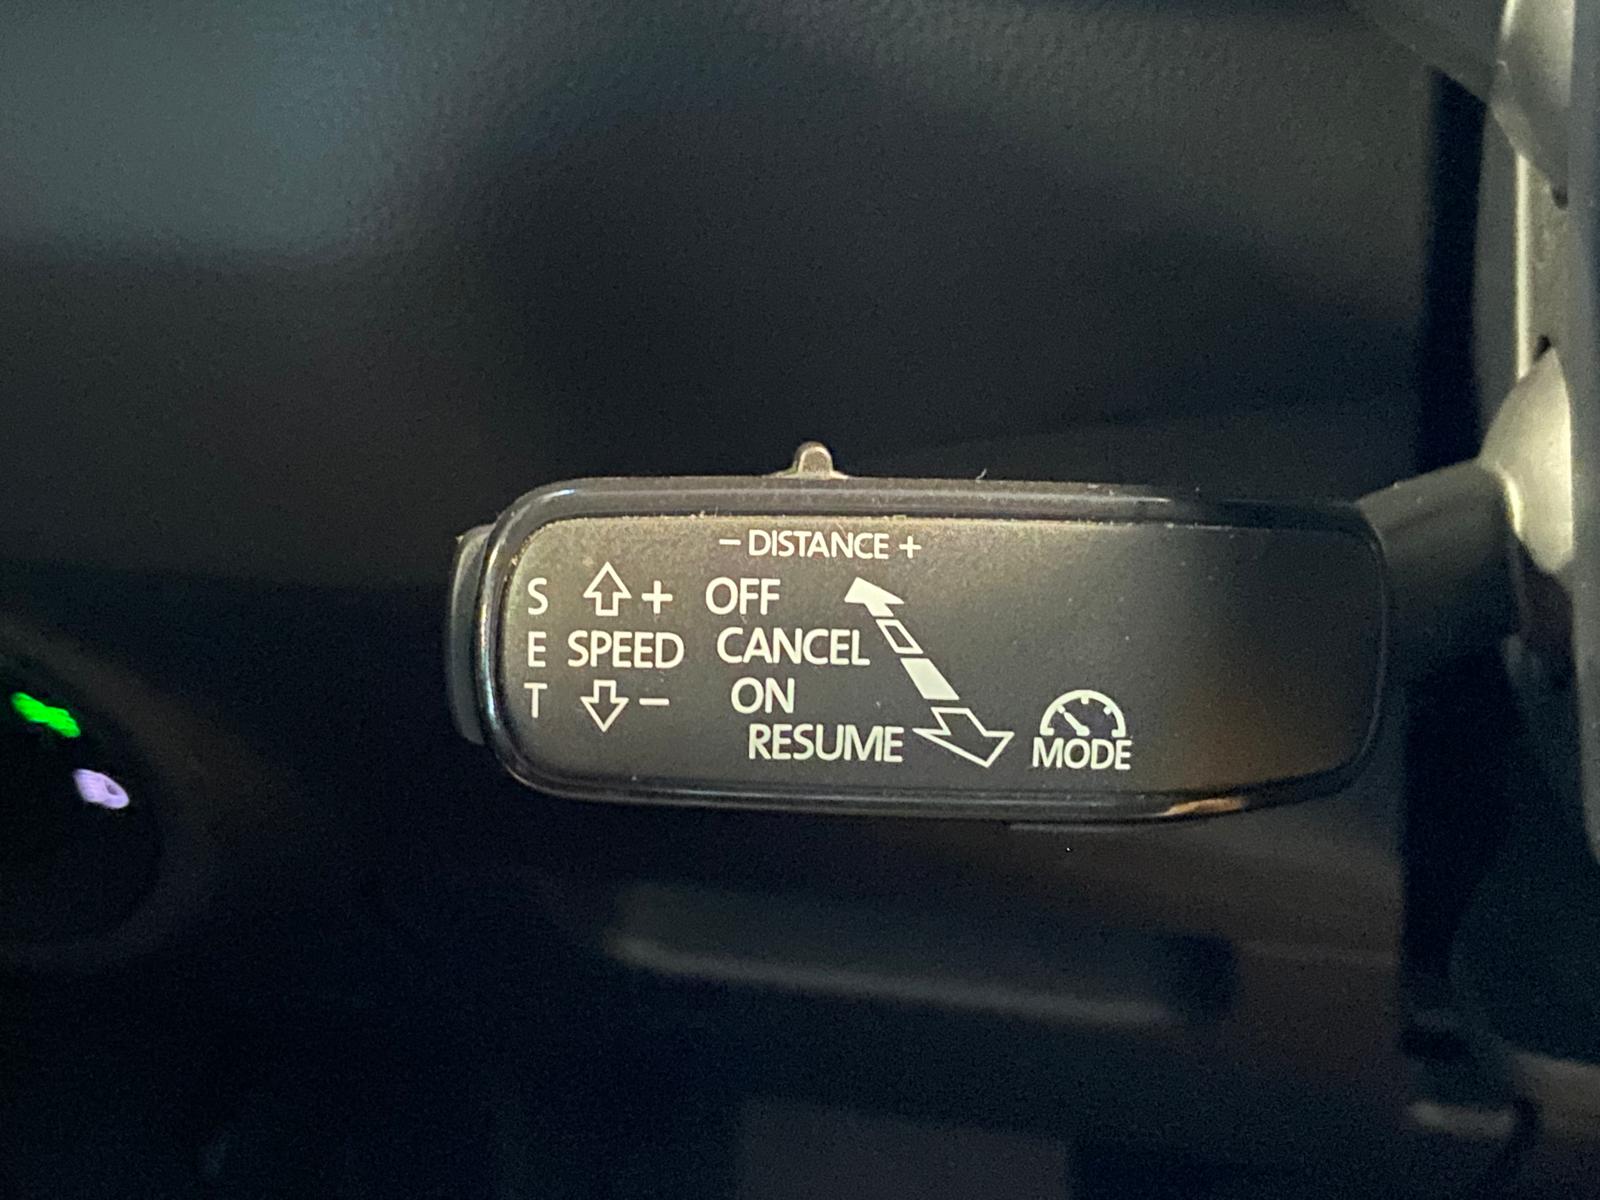 – DISTANCE +
S + OFF
E SPEED CANCEL
T – ON
RESUME MODE